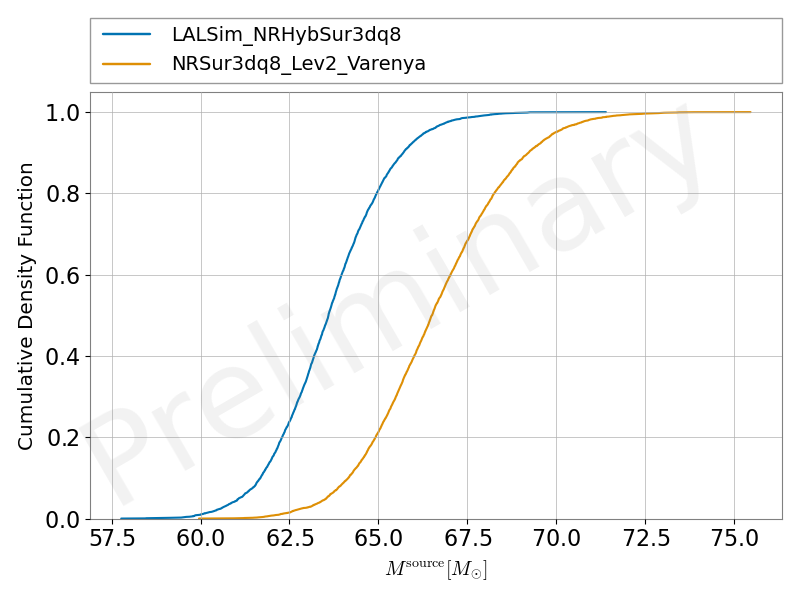 LALSim_NRHybSur3dq8
NRSur3dq8_Lev2_Varenya
Preliminary
Cumulative Density Function
1.0
0.8
0.6
0.4
0.2
0.0
57.5 60.0 62.5 65.0 67.5 70.0 72.5 75.0
M^source [M_☉]